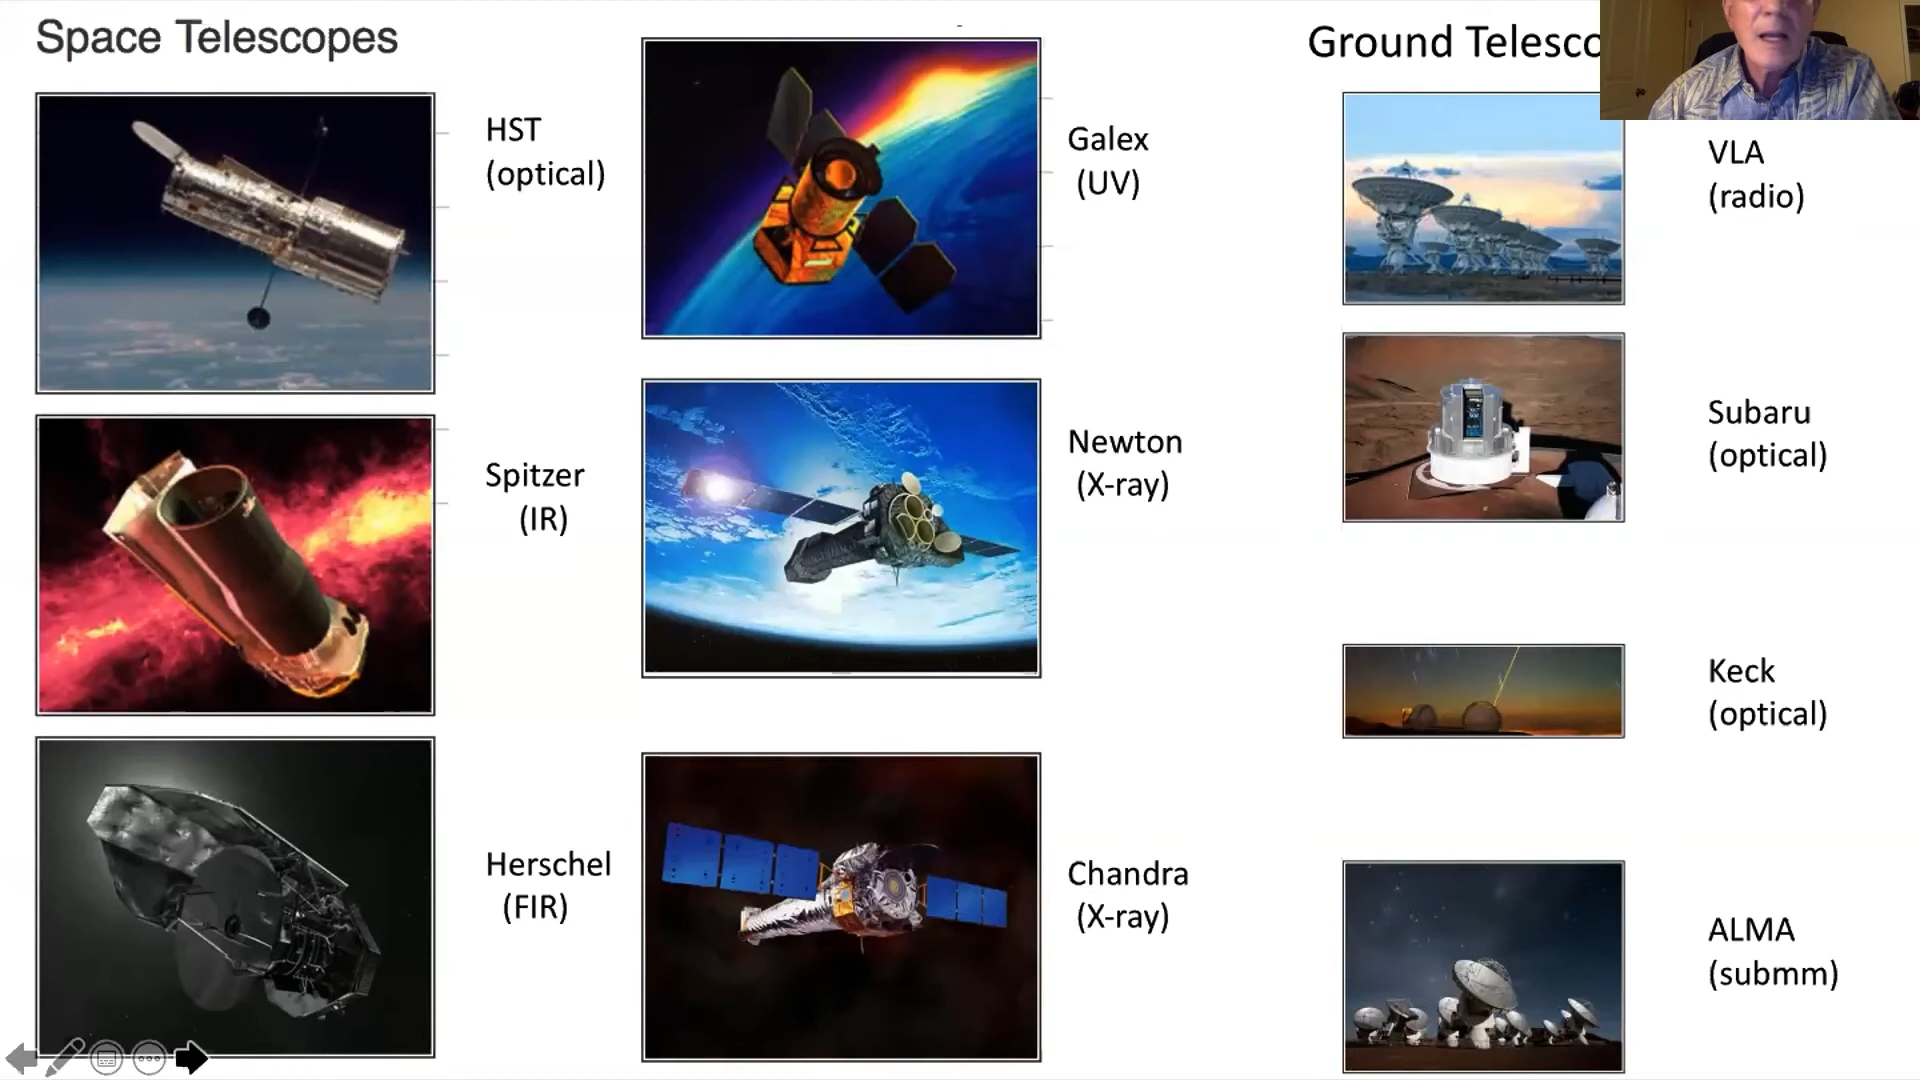 Space Telescopes
HST
(optical)
Spitzer
(IR)
Herschel
(FIR)
Galex
(UV)
Newton
(X-ray)
Chandra
(X-ray)
Ground Telesco
VLA
(radio)
Subaru
(optical)
Keck
(optical)
ALMA
(submm)